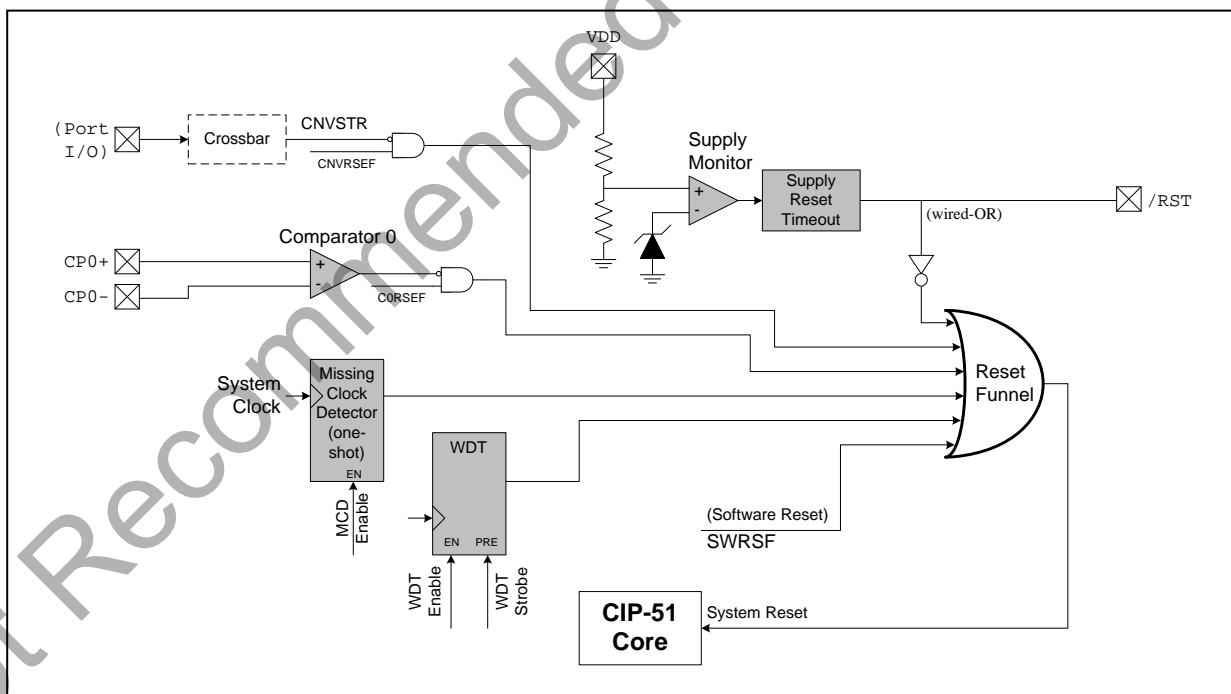 VDD
(Port
I/O)
Crossbar
CNVSTR
CNVRSEF
Supply
Monitor
+
-
Supply
Reset
Timeout
(wired-OR)
/RST
Comparator 0
CP0+
CP0-
+
-
C0RSEF
System
Clock
Missing
Clock
Detector
(one-
shot)
EN
MCD
Enable
WDT
EN PRE
WDT
Enable
WDT
Strobe
Reset
Funnel
(Software Reset)
SWRSF
CIP-51
Core
System Reset
Recommended